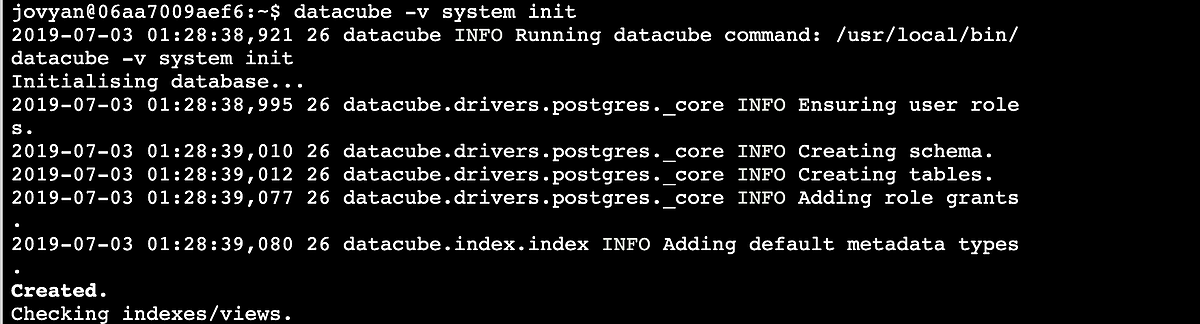 jovyan@06aa7009aef6:~$ datacube -v system init
2019-07-03 01:28:38,921 26 datacube INFO Running datacube command: /usr/local/bin/
datacube -v system init
Initialising database...
2019-07-03 01:28:38,995 26 datacube.drivers.postgres._core INFO Ensuring user role
s.
2019-07-03 01:28:39,010 26 datacube.drivers.postgres._core INFO Creating schema.
2019-07-03 01:28:39,012 26 datacube.drivers.postgres._core INFO Creating tables.
2019-07-03 01:28:39,077 26 datacube.drivers.postgres._core INFO Adding role grants
.
2019-07-03 01:28:39,080 26 datacube.index.index INFO Adding default metadata types
.
Created.
Checking indexes/views.